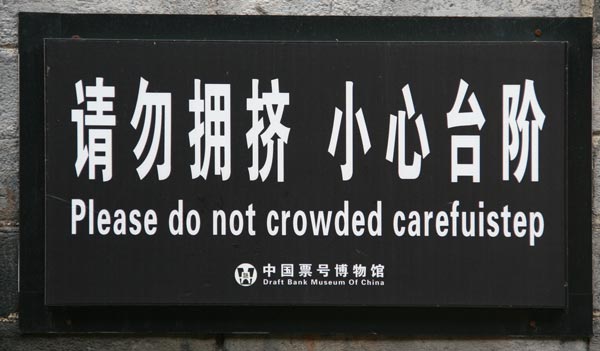 请勿拥挤 小心台阶
Please do not crowded carefuistep
中国票号博物馆
Draft Bank Museum Of China